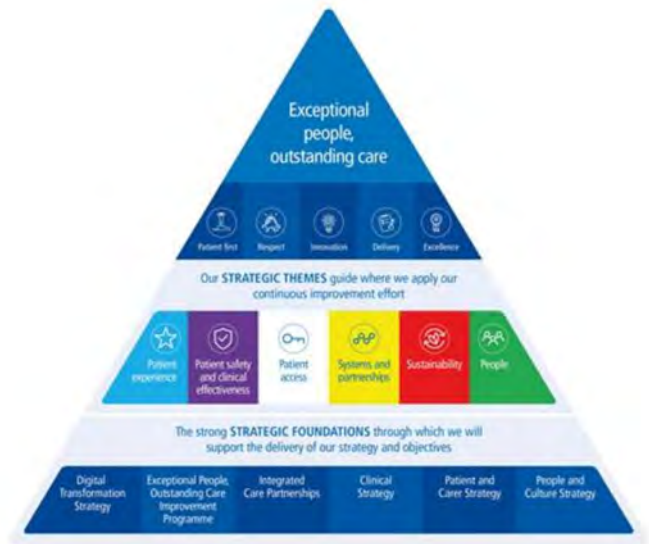 Exceptional
people,
outstanding care
Patient first
Respect
Innovation
Delivery
Excellence
Our STRATEGIC THEMES guide where we apply our
continuous improvement effort
Patient
experience
Patient safety
and clinical
effectiveness
Patient
access
Systems and
partnerships
Sustainability
People
The strong STRATEGIC FOUNDATIONS through which we will
support the delivery of our strategy and objectives
Digital
Transformation
Strategy
Exceptional People,
Outstanding Care
Improvement
Programme
Integrated
Care Partnerships
Clinical
Strategy
Patient and
Carer Strategy
People and
Culture Strategy